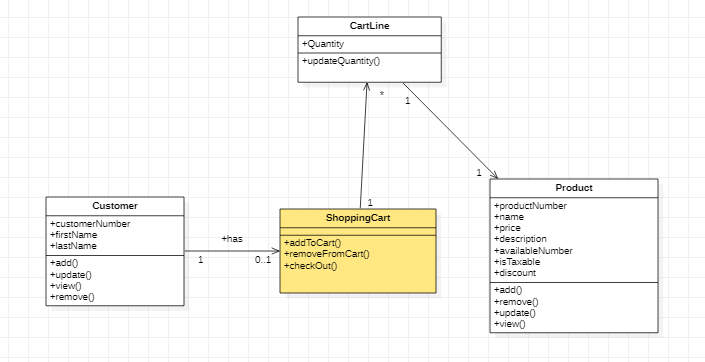 CartLine
+Quantity
+updateQuantity()
*
1
1
1
Customer
+customerNumber
+firstName
+lastName
+add()
+update()
+view()
+remove()
+has
1
0..1
ShoppingCart
+addToCart()
+removeFromCart()
+checkOut()
Product
+productNumber
+name
+price
+description
+availableNumber
+isTaxable
+discount
+add()
+remove()
+update()
+view()